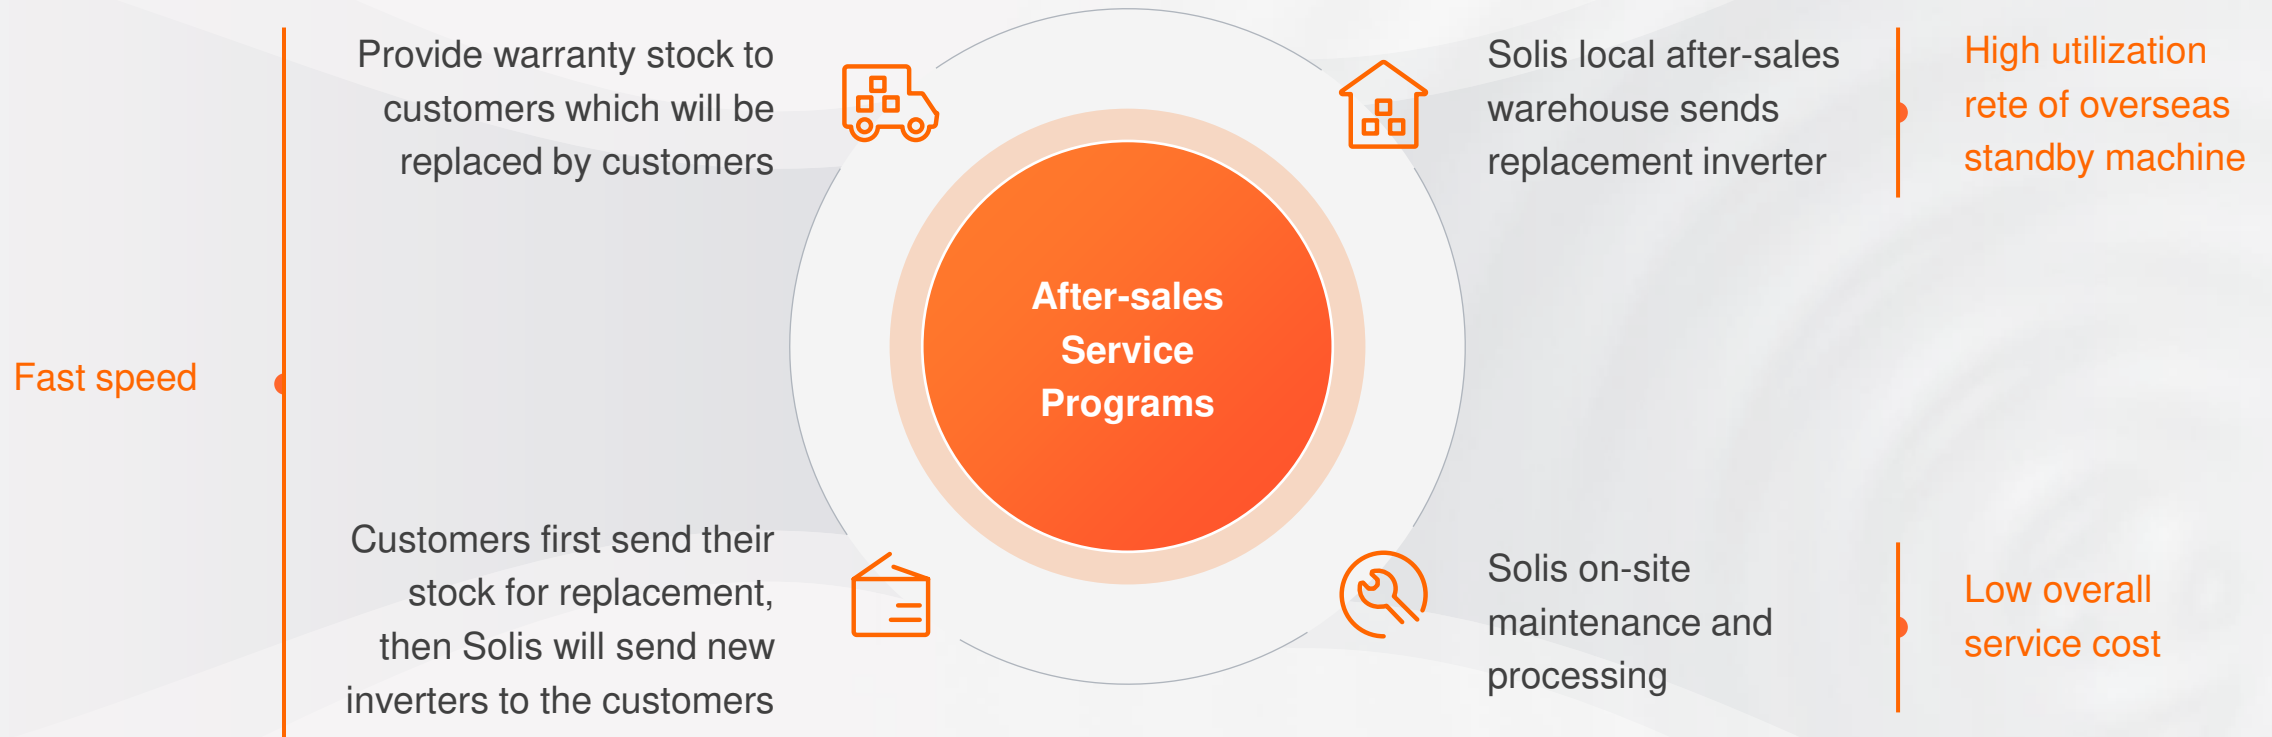 Fast speed
Provide warranty stock to
customers which will be
replaced by customers
Customers first send their
stock for replacement,
then Solis will send new
inverters to the customers
After-sales
Service
Programs
Solis local after-sales
warehouse sends
replacement inverter
High utilization
rete of overseas
standby machine
Solis on-site
maintenance and
processing
Low overall
service cost